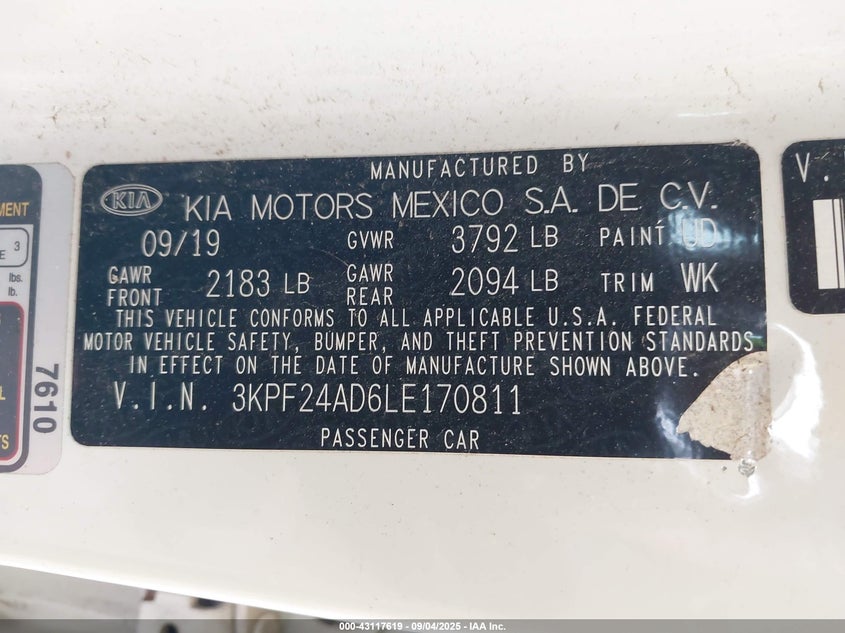 MANUFACTURED BY
KIA KIA MOTORS MEXICO S.A. DE C.V.
09/19 GVWR 3792 LB PAINT UD
GAWR FRONT 2183 LB GAWR REAR 2094 LB TRIM WK
THIS VEHICLE CONFORMS TO ALL APPLICABLE U.S.A. FEDERAL
MOTOR VEHICLE SAFETY, BUMPER, AND THEFT PREVENTION STANDARDS
IN EFFECT ON THE DATE OF MANUFACTURE SHOWN ABOVE.
V.I.N. 3KPF24AD6LE170811
PASSENGER CAR
3
lbs.
lb.
7610
V.
000-43117619 - 09/04/2025 - IAA Inc.